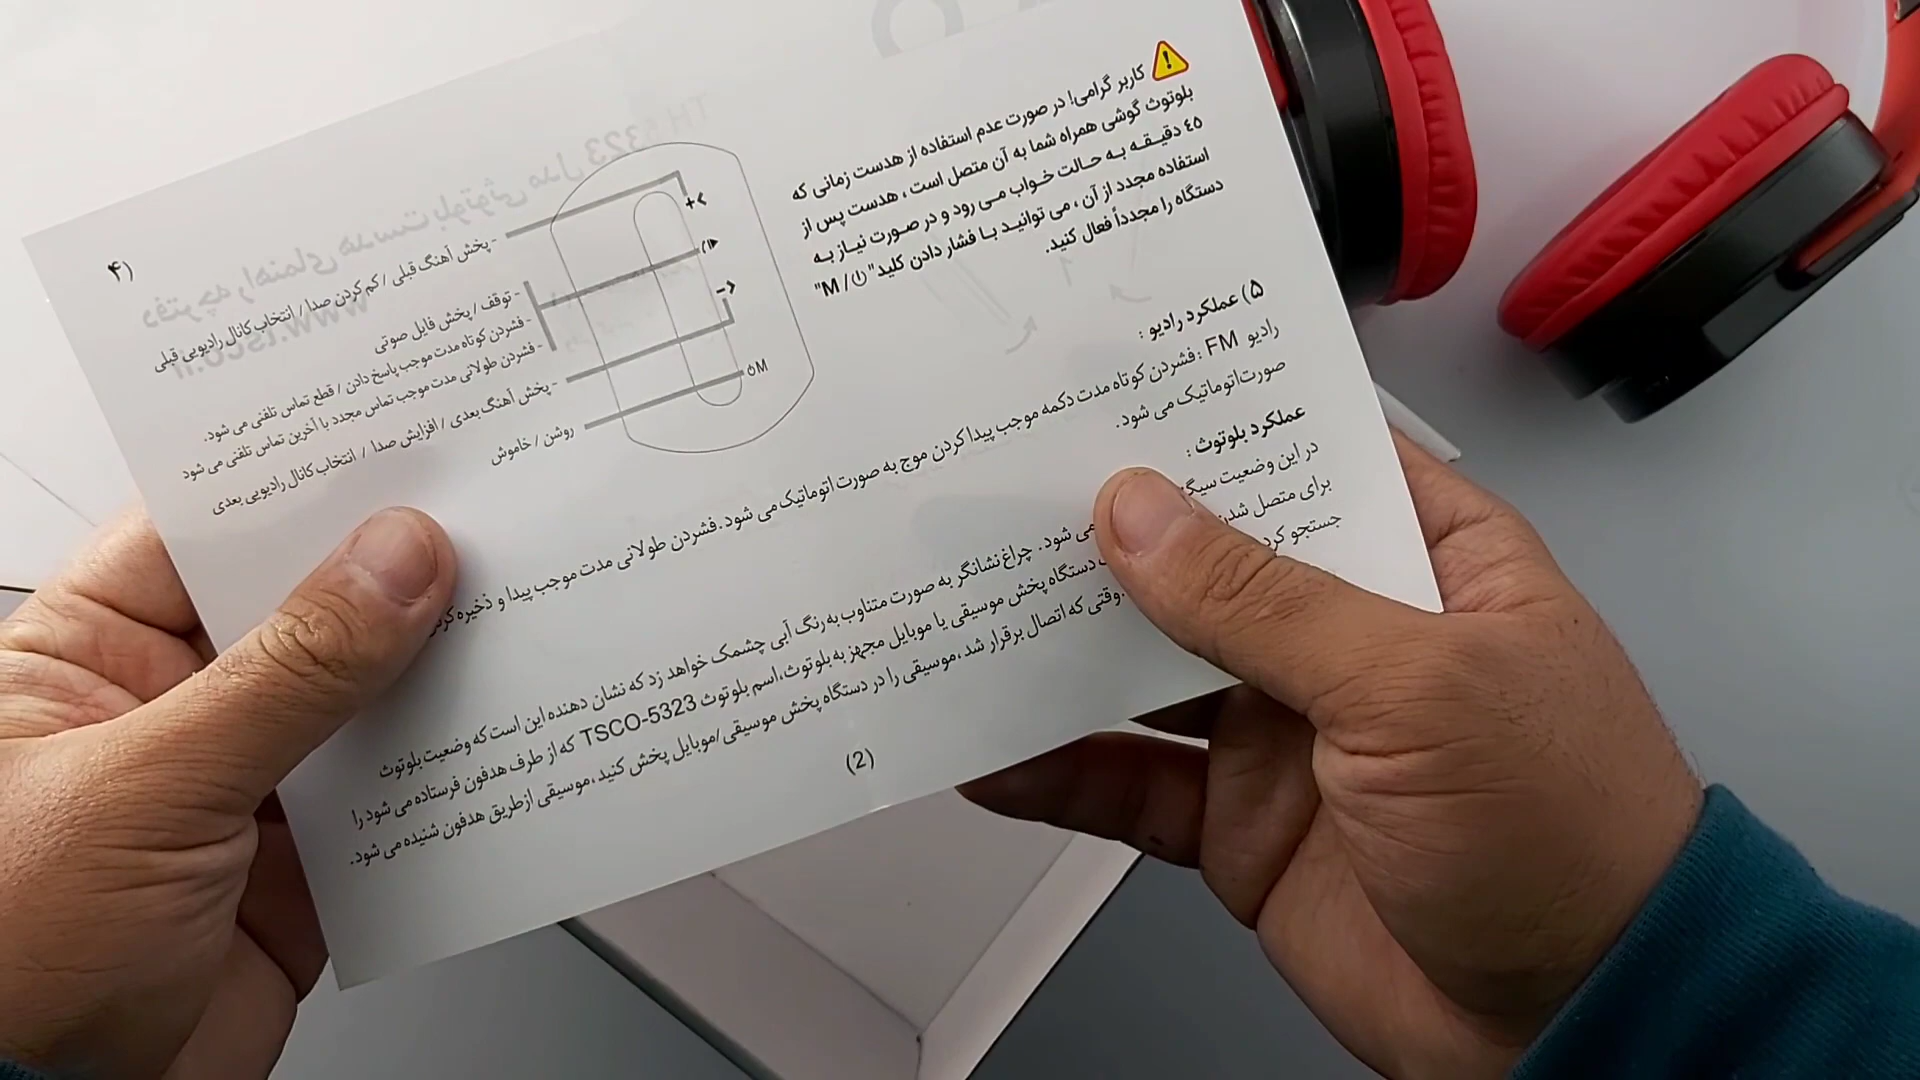 کاربر گرامی! در صورت عدم استفاده از هدست زمانی که
بلوتوث گوشی همراه شما به آن متصل است ، هدست پس از
٤٥ دقیقه به حالت خواب می رود و در صورت نیاز به
استفاده مجدد از آن ، می توانید با فشار دادن کلید "M/⏻"
دستگاه را مجدداً فعال کنید.
۴)
- پخش آهنگ قبلی / کم کردن صدا / انتخاب کانال رادیویی قبلی
- توقف / پخش فایل صوتی
- فشردن کوتاه مدت موجب پاسخ دادن / قطع تماس تلفنی می شود.
- فشردن طولانی مدت موجب تماس مجدد با آخرین تماس تلفنی می شود
- پخش آهنگ بعدی / افزایش صدا / انتخاب کانال رادیویی بعدی
روشن / خاموش
+
-
⏻M
۵) عملکرد رادیو :
رادیو FM : فشردن کوتاه مدت دکمه موجب پیدا کردن موج به صورت اتوماتیک می شود. فشردن طولانی مدت موجب پیدا و ذخیره
صورت اتوماتیک می شود.
عملکرد بلوتوث :
در این وضعیت می شود. چراغ نشانگر به صورت متناوب به رنگ آبی چشمک خواهد زد که نشان دهنده این است که وضعیت بلوتوث
برای متصل شدن دستگاه پخش موسیقی یا موبایل مجهز به بلوتوث، اسم بلوتوث TSCO-5323 که از طرف هدفون فرستاده می شود را
جستجو وقتی که اتصال برقرار شد، موسیقی را در دستگاه پخش موسیقی/موبایل پخش کنید، موسیقی از طریق هدفون شنیده می شود.
(2)